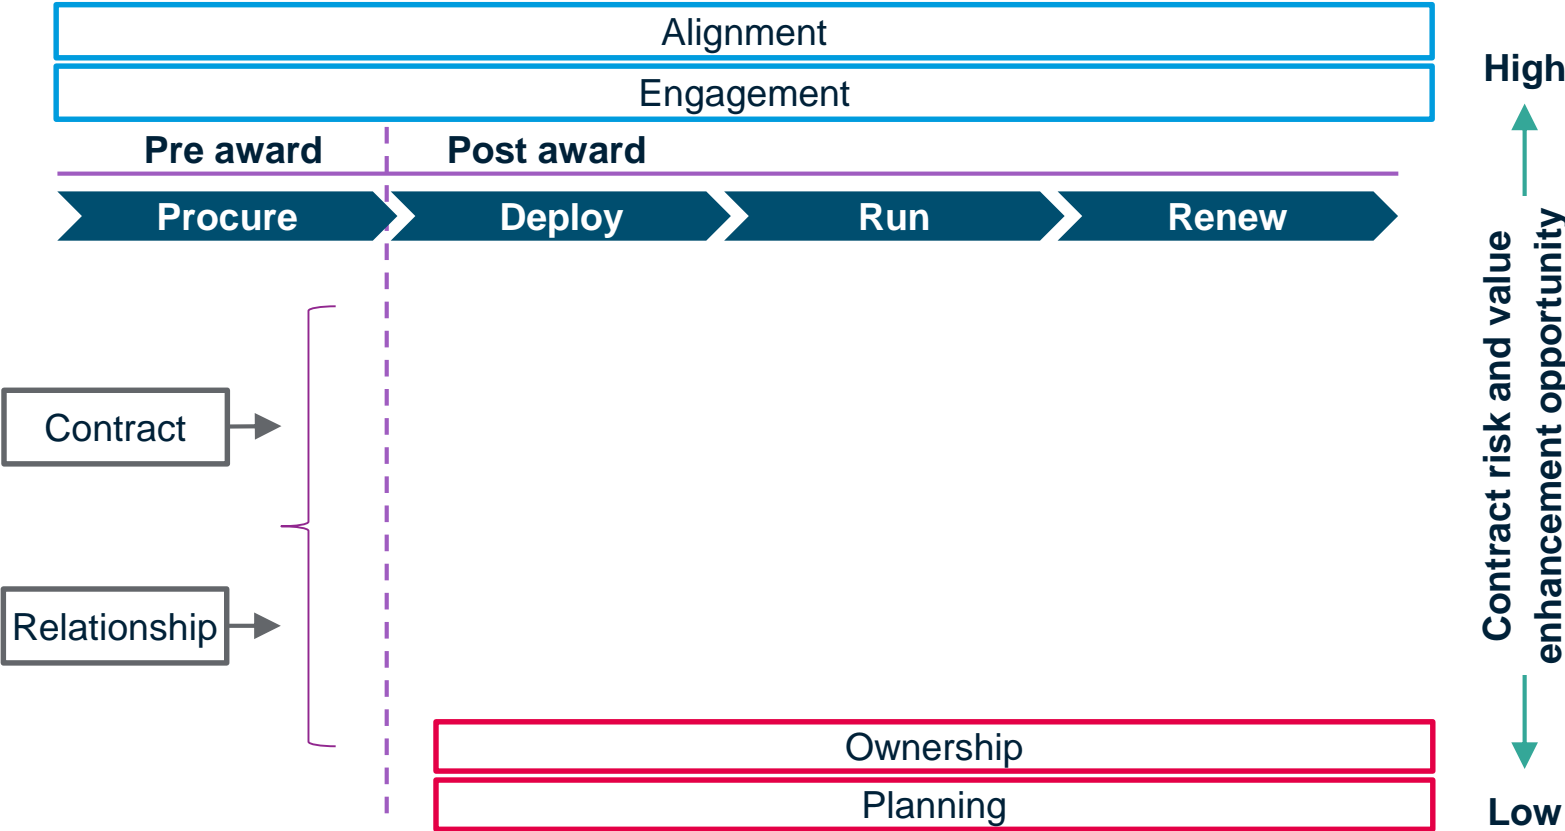 Alignment
High
Engagement
Pre award
Post award
Procure
Deploy
Run
Renew
Contract risk and value
enhancement opportunity
Contract
Relationship
Ownership
Planning
Low